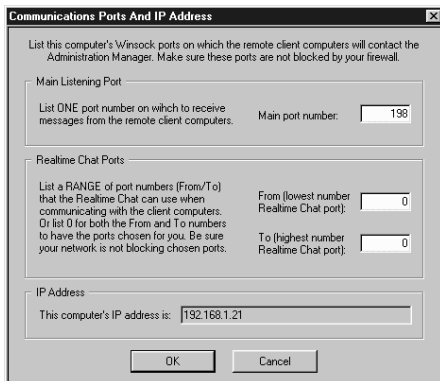 Communications Ports And IP Address
List this computer's Winsock ports on which the remote client computers will contact the
Administration Manager. Make sure these ports are not blocked by your firewall.
Main Listening Port
List ONE port number on wihch to receive
messages from the remote client computers.
Main port number:
198
Realtime Chat Ports
List a RANGE of port numbers (From/To)
that the Realtime Chat can use when
communicating with the client computers.
Or list 0 for both the From and To numbers
to have the ports chosen for you. Be sure
your network is not blocking chosen ports.
From (lowest number
Realtime Chat port):
0
To (highest number
Realtime Chat port):
0
IP Address
This computer's IP address is:
192.168.1.21
OK
Cancel